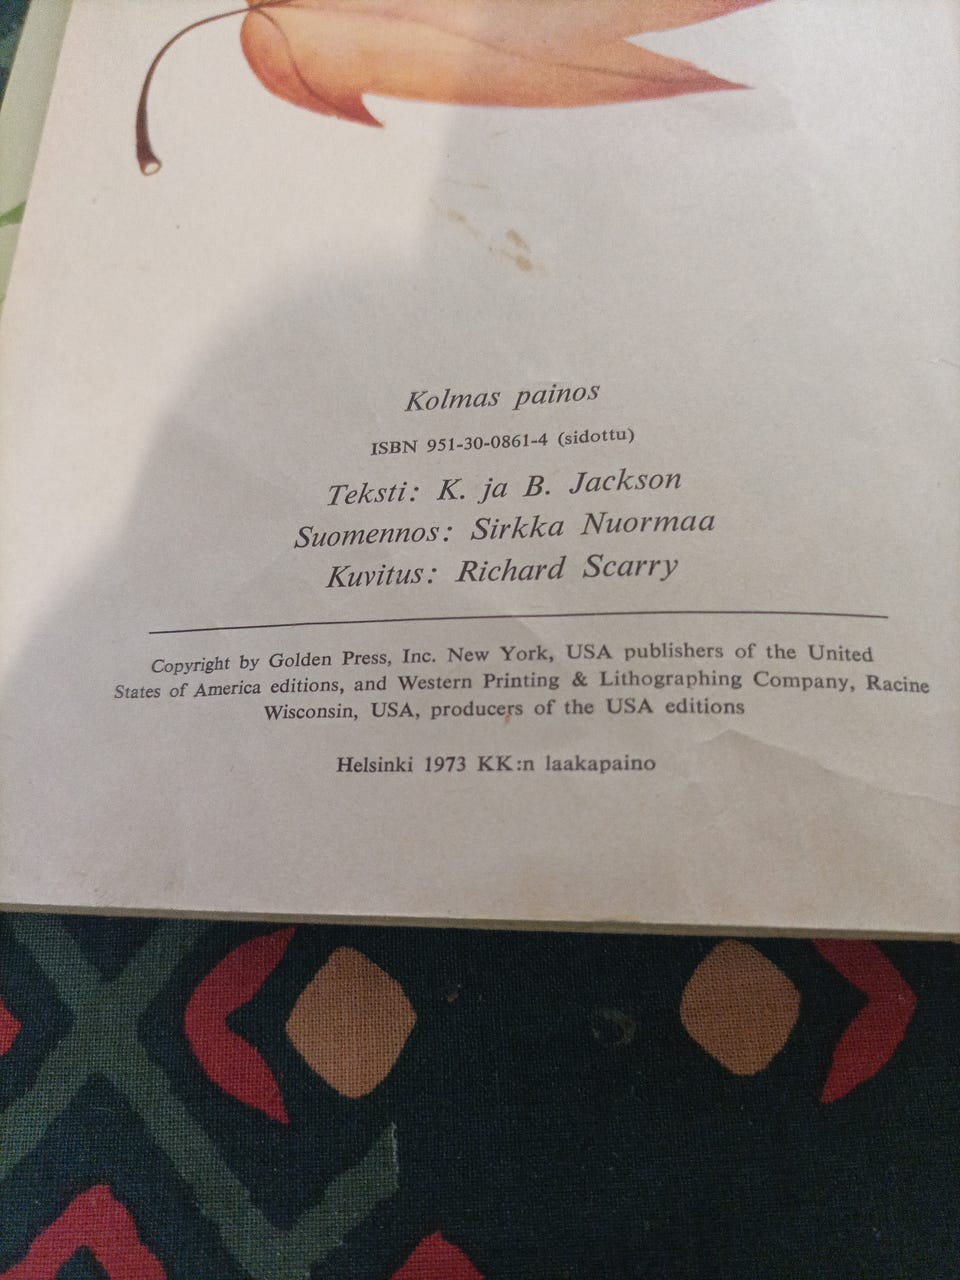 Kolmas painos
ISBN 951-30-0861-4 (sidottu)
Teksti: K. ja B. Jackson
Suomennos: Sirkka Nuormaa
Kuvitus: Richard Scarry
Copyright by Golden Press, Inc. New York, USA publishers of the United
States of America editions, and Western Printing & Lithographing Company, Racine
Wisconsin, USA, producers of the USA editions
Helsinki 1973 KK:n laakapaino